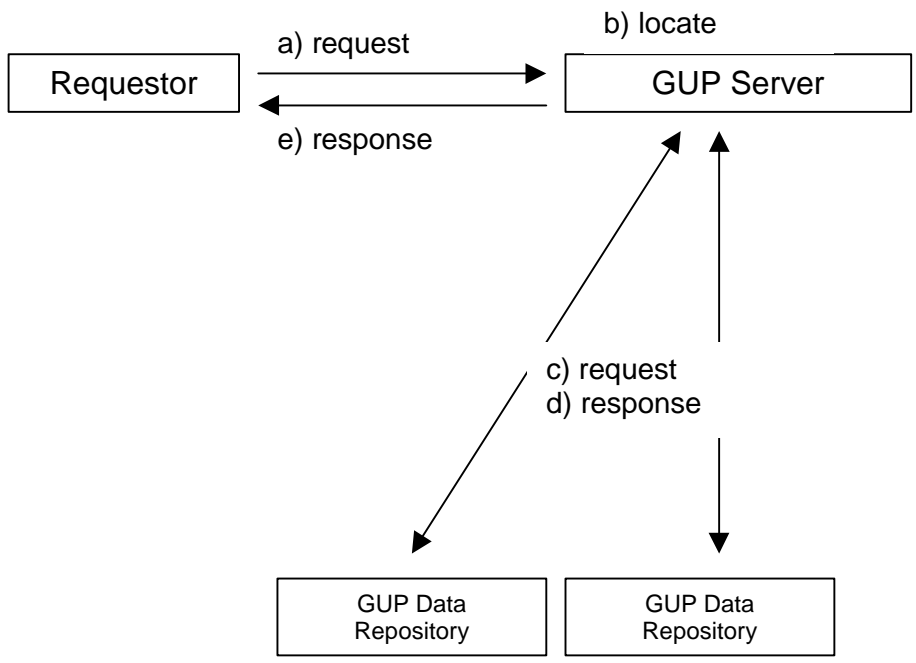 b) locate
a) request
Requestor
GUP Server
e) response
c) request
d) response
GUP Data
Repository
GUP Data
Repository